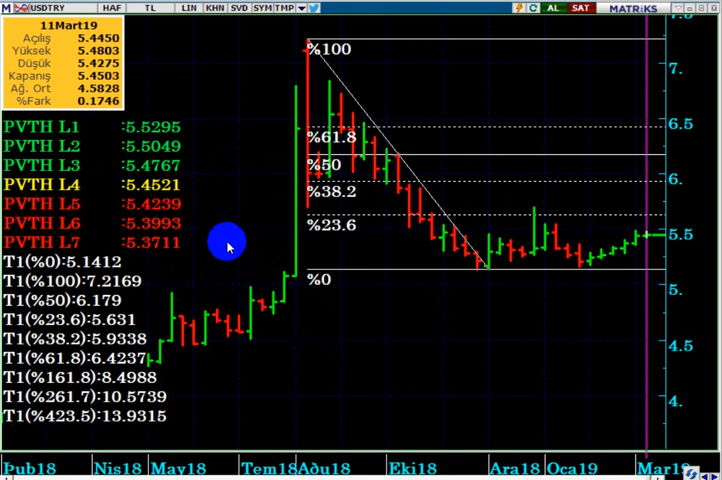 M USDTRY HAF TL LIN KHN SVD SYM TMP AL SAT MATRİKS
11Mart19
Açılış 5.4450
Yüksek 5.4803
Düşük 5.4275
Kapanış 5.4503
Ağ. Ort 4.5828
%Fark 0.1746
PVTH L1 :5.5295
PVTH L2 :5.5049
PVTH L3 :5.4767
PVTH L4 :5.4521
PVTH L5 :5.4239
PVTH L6 :5.3993
PVTH L7 :5.3711
T1(%0):5.1412
T1(%100):7.2169
T1(%50):6.179
T1(%23.6):5.631
T1(%38.2):5.9338
T1(%61.8):6.4237
T1(%161.8):8.4988
T1(%261.7):10.5739
T1(%423.5):13.9315
%100
%61.8
%50
%38.2
%23.6
%0
7.5
7.
6.5
6.
5.5
5.
4.5
4.
Þub18 Nis18 May18 Tem18 Aðu18 Eki18 Ara18 Oca19 Mar19